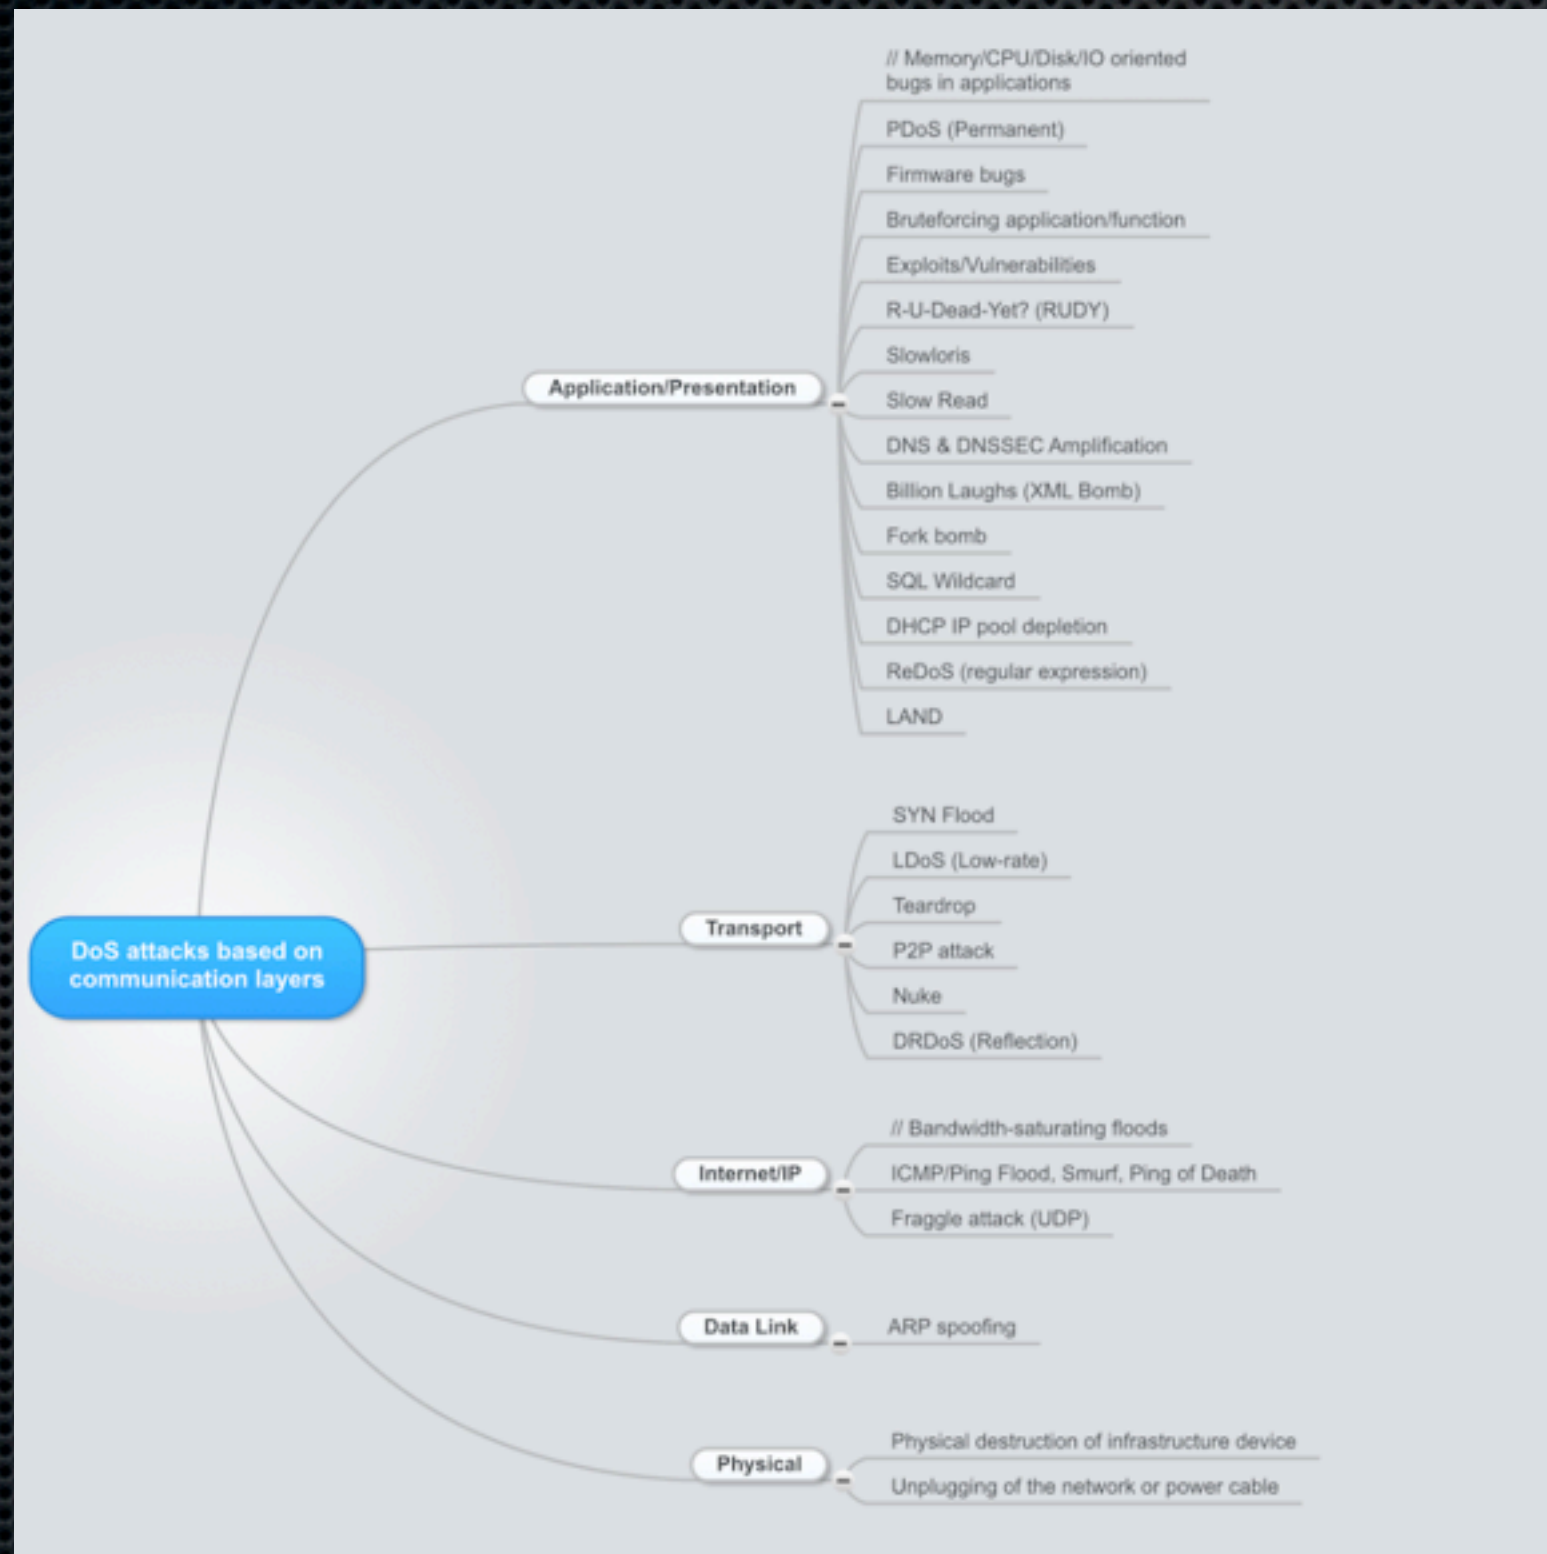 DoS attacks based on
communication layers
Application/Presentation
// Memory/CPU/Disk/IO oriented
bugs in applications
PDoS (Permanent)
Firmware bugs
Bruteforcing application/function
Exploits/Vulnerabilities
R-U-Dead-Yet? (RUDY)
Slowloris
Slow Read
DNS & DNSSEC Amplification
Billion Laughs (XML Bomb)
Fork bomb
SQL Wildcard
DHCP IP pool depletion
ReDoS (regular expression)
LAND
Transport
SYN Flood
LDoS (Low-rate)
Teardrop
P2P attack
Nuke
DRDoS (Reflection)
Internet/IP
// Bandwidth-saturating floods
ICMP/Ping Flood, Smurf, Ping of Death
Fraggle attack (UDP)
Data Link
ARP spoofing
Physical
Physical destruction of infrastructure device
Unplugging of the network or power cable